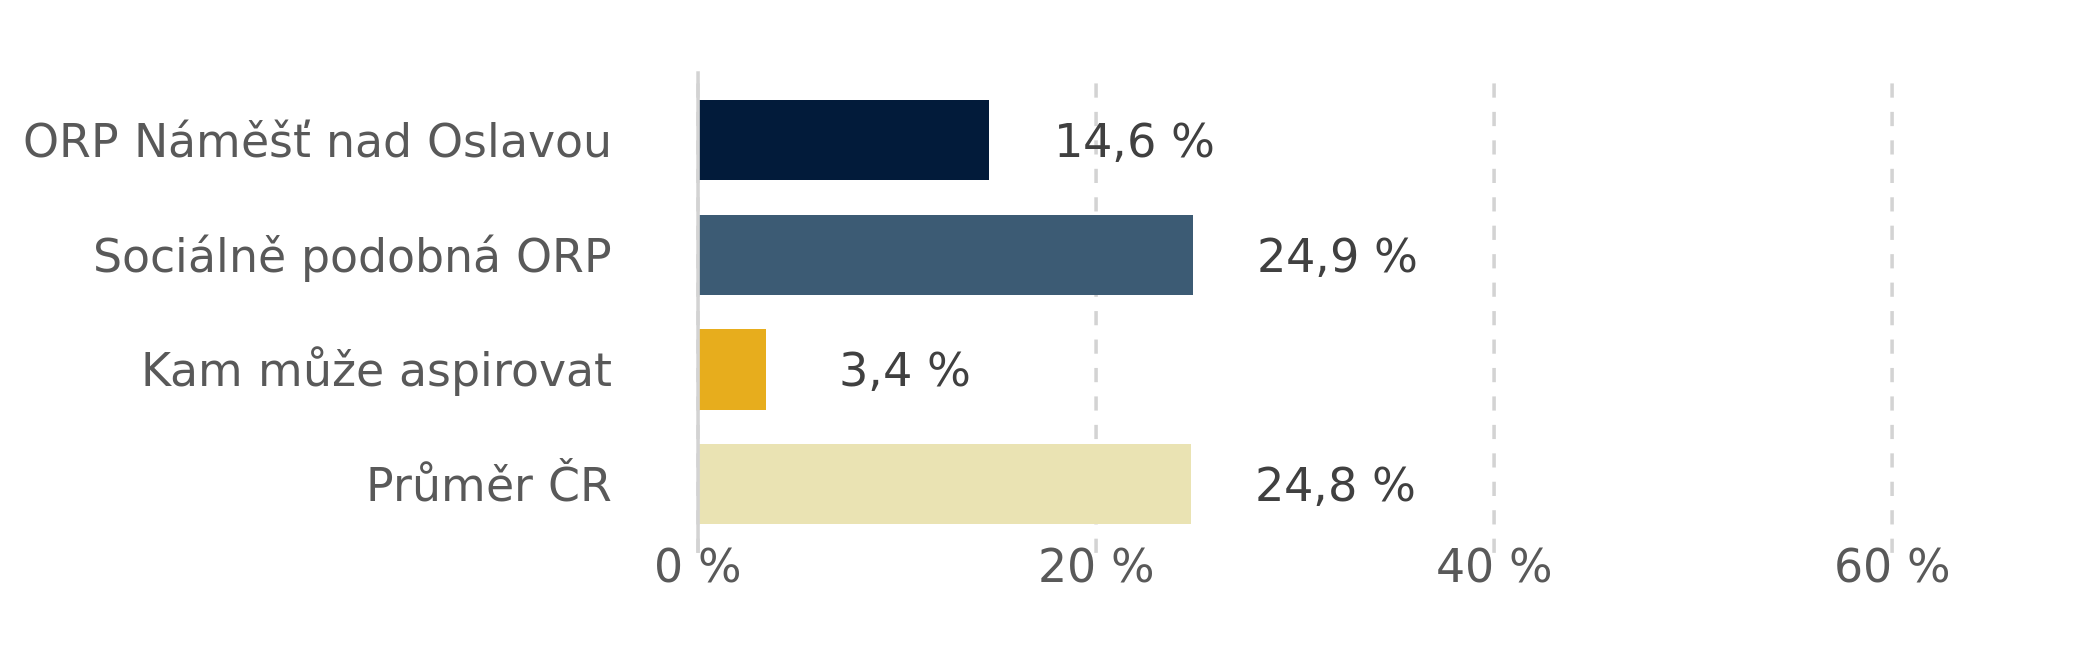 ORP Náměšť nad Oslavou 14,6 %
Sociálně podobná ORP 24,9 %
Kam může aspirovat 3,4 %
Průměr ČR 24,8 %
0 % 20 % 40 % 60 %